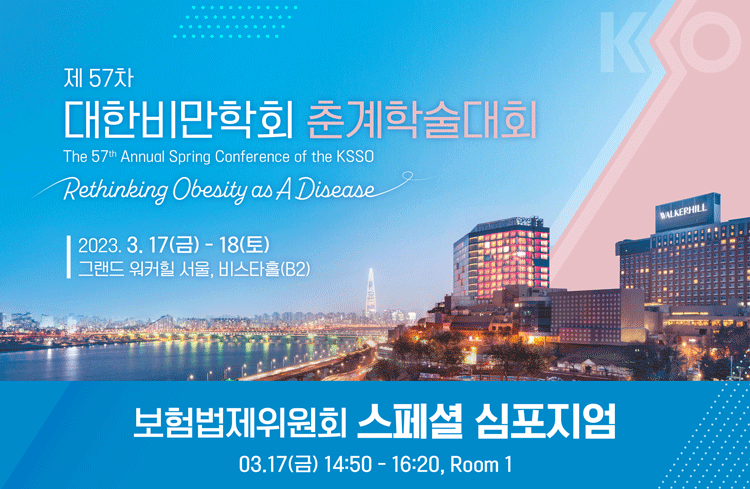 KSSO
제 57차
대한비만학회 춘계학술대회
The 57th Annual Spring Conference of the KSSO
Rethinking Obesity as A Disease
2023. 3. 17(금) - 18(토)
그랜드 워커힐 서울, 비스타홀(B2)
WALKERHILL
보험법제위원회 스페셜 심포지엄
03.17(금) 14:50 - 16:20, Room 1